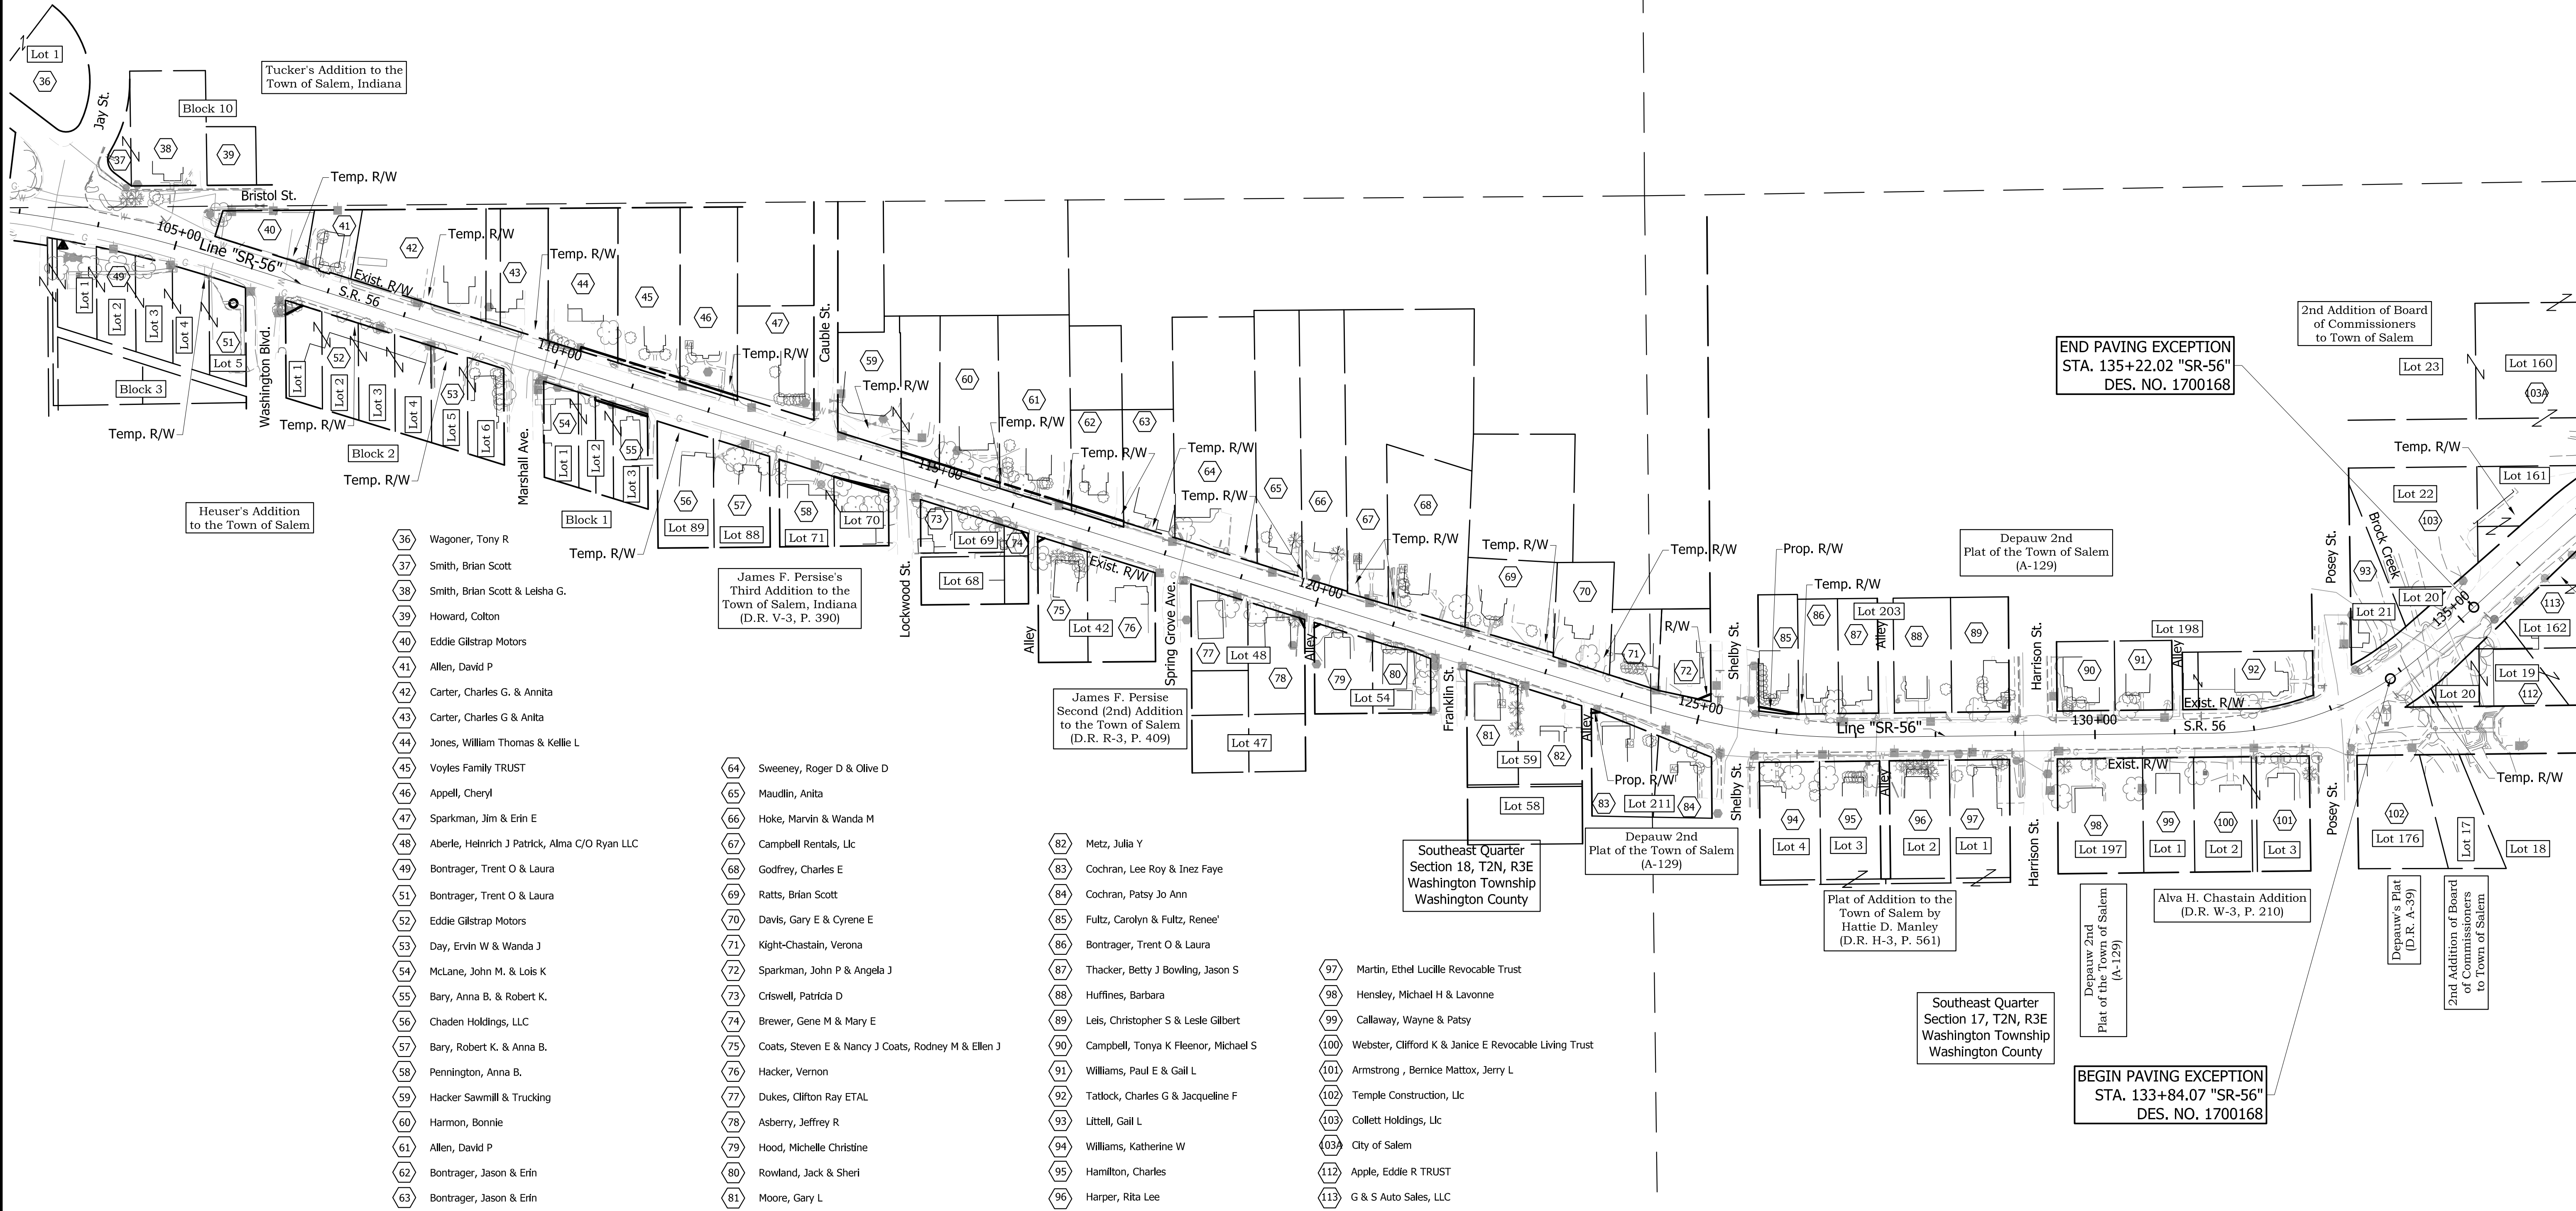 Lot 1
36
Jay St.
Tucker's Addition to the
Town of Salem, Indiana
Block 10
37
38
39
Bristol St.
Temp. R/W
105+00
Line "SR-56"
Exist. R/W
S.R. 56
40
41
42
Temp. R/W
43
Temp. R/W
44
45
46
47
Temp. R/W
Cauble St.
110+00
49
Lot 1
Lot 2
Lot 3
Lot 4
51
Lot 5
Block 3
Washington Blvd.
Temp. R/W
52
Lot 1
Lot 2
Lot 3
Lot 4
53
Lot 5
Lot 6
Temp. R/W
Block 2
Temp. R/W
Marshall Ave.
54
Lot 1
Lot 2
55
Lot 3
Block 1
Temp. R/W
Heuser's Addition
to the Town of Salem
56
Lot 89
57
Lot 88
58
Lot 71
Lot 70
James F. Persise's
Third Addition to the
Town of Salem, Indiana
(D.R. V-3, P. 390)
Lockwood St.
59
Temp. R/W
60
61
Temp. R/W
62
63
Temp. R/W
115+00
64
Temp. R/W
Temp. R/W
65
66
67
68
Temp. R/W
73
Lot 69
74
Lot 68
Alley
Exist. R/W
75
Lot 42
76
Spring Grove Ave.
James F. Persise
Second (2nd) Addition
to the Town of Salem
(D.R. R-3, P. 409)
77
Lot 48
78
Lot 47
Alley
120+00
79
Lot 54
80
Franklin St.
Temp. R/W
69
70
71
Temp. R/W
R/W
72
125+00
81
Lot 59
82
Lot 58
Alley
Prop. R/W
83
Lot 211
84
Depauw 2nd
Plat of the Town of Salem
(A-129)
Southeast Quarter
Section 18, T2N, R3E
Washington Township
Washington County
Shelby St.
Shelby St.
Prop. R/W
Temp. R/W
85
86
87
Lot 203
Alley
88
89
Depauw 2nd
Plat of the Town of Salem
(A-129)
Harrison St.
Line "SR-56"
130+00
S.R. 56
Exist. R/W
Exist. R/W
90
91
Lot 198
Alley
92
94
Lot 4
95
Lot 3
Alley
96
Lot 2
97
Lot 1
Plat of Addition to the
Town of Salem by
Hattie D. Manley
(D.R. H-3, P. 561)
Harrison St.
98
Lot 197
99
Lot 1
100
Lot 2
101
Lot 3
Depauw 2nd
Plat of the Town of Salem
(A-129)
Alva H. Chastain Addition
(D.R. W-3, P. 210)
Southeast Quarter
Section 17, T2N, R3E
Washington Township
Washington County
Posey St.
Posey St.
END PAVING EXCEPTION
STA. 135+22.02 "SR-56"
DES. NO. 1700168
BEGIN PAVING EXCEPTION
STA. 133+84.07 "SR-56"
DES. NO. 1700168
2nd Addition of Board
of Commissioners
to Town of Salem
Lot 23
Lot 160
103A
Temp. R/W
Lot 161
Lot 22
103
Brock Creek
93
Lot 21
Lot 20
135+00
113
Lot 162
Lot 19
112
Lot 20
Temp. R/W
102
Lot 176
Lot 17
Lot 18
Depauw's Plat
(D.R. A-39)
2nd Addition of Board
of Commissioners
to Town of Salem
36 Wagoner, Tony R
37 Smith, Brian Scott
38 Smith, Brian Scott & Leisha G.
39 Howard, Colton
40 Eddie Gilstrap Motors
41 Allen, David P
42 Carter, Charles G. & Annita
43 Carter, Charles G & Anita
44 Jones, William Thomas & Kellie L
45 Voyles Family TRUST
46 Appell, Cheryl
47 Sparkman, Jim & Erin E
48 Aberle, Heinrich J Patrick, Alma C/O Ryan LLC
49 Bontrager, Trent O & Laura
51 Bontrager, Trent O & Laura
52 Eddie Gilstrap Motors
53 Day, Ervin W & Wanda J
54 McLane, John M. & Lois K
55 Bary, Anna B. & Robert K.
56 Chaden Holdings, LLC
57 Bary, Robert K. & Anna B.
58 Pennington, Anna B.
59 Hacker Sawmill & Trucking
60 Harmon, Bonnie
61 Allen, David P
62 Bontrager, Jason & Erin
63 Bontrager, Jason & Erin
64 Sweeney, Roger D & Olive D
65 Maudlin, Anita
66 Hoke, Marvin & Wanda M
67 Campbell Rentals, Llc
68 Godfrey, Charles E
69 Ratts, Brian Scott
70 Davis, Gary E & Cyrene E
71 Kight-Chastain, Verona
72 Sparkman, John P & Angela J
73 Criswell, Patricia D
74 Brewer, Gene M & Mary E
75 Coats, Steven E & Nancy J Coats, Rodney M & Ellen J
76 Hacker, Vernon
77 Dukes, Clifton Ray ETAL
78 Asberry, Jeffrey R
79 Hood, Michelle Christine
80 Rowland, Jack & Sheri
81 Moore, Gary L
82 Metz, Julia Y
83 Cochran, Lee Roy & Inez Faye
84 Cochran, Patsy Jo Ann
85 Fultz, Carolyn & Fultz, Renee'
86 Bontrager, Trent O & Laura
87 Thacker, Betty J Bowling, Jason S
88 Huffines, Barbara
89 Leis, Christopher S & Lesle Gilbert
90 Campbell, Tonya K Fleenor, Michael S
91 Williams, Paul E & Gail L
92 Tatlock, Charles G & Jacqueline F
93 Littell, Gail L
94 Williams, Katherine W
95 Hamilton, Charles
96 Harper, Rita Lee
97 Martin, Ethel Lucille Revocable Trust
98 Hensley, Michael H & Lavonne
99 Callaway, Wayne & Patsy
100 Webster, Clifford K & Janice E Revocable Living Trust
101 Armstrong , Bernice Mattox, Jerry L
102 Temple Construction, Llc
103 Collett Holdings, Llc
103A City of Salem
112 Apple, Eddie R TRUST
113 G & S Auto Sales, LLC